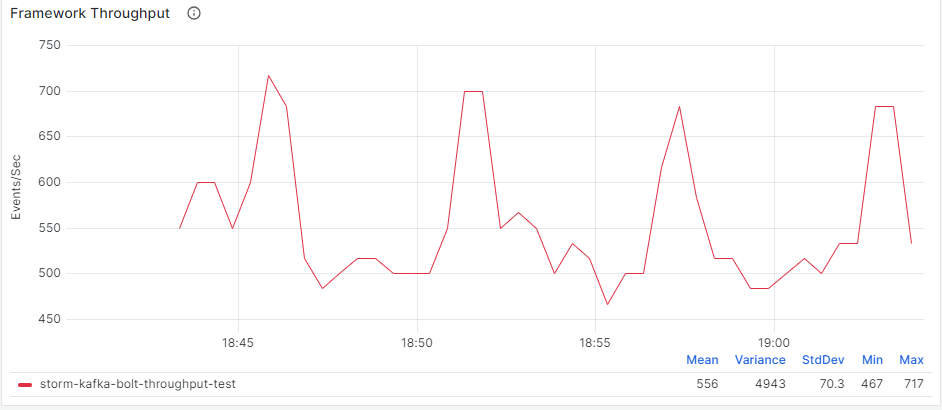 Framework Throughput
750
700
650
600
550
500
450
Events/Sec
18:45 18:50 18:55 19:00
Mean Variance StdDev Min Max
storm-kafka-bolt-throughput-test 556 4943 70.3 467 717